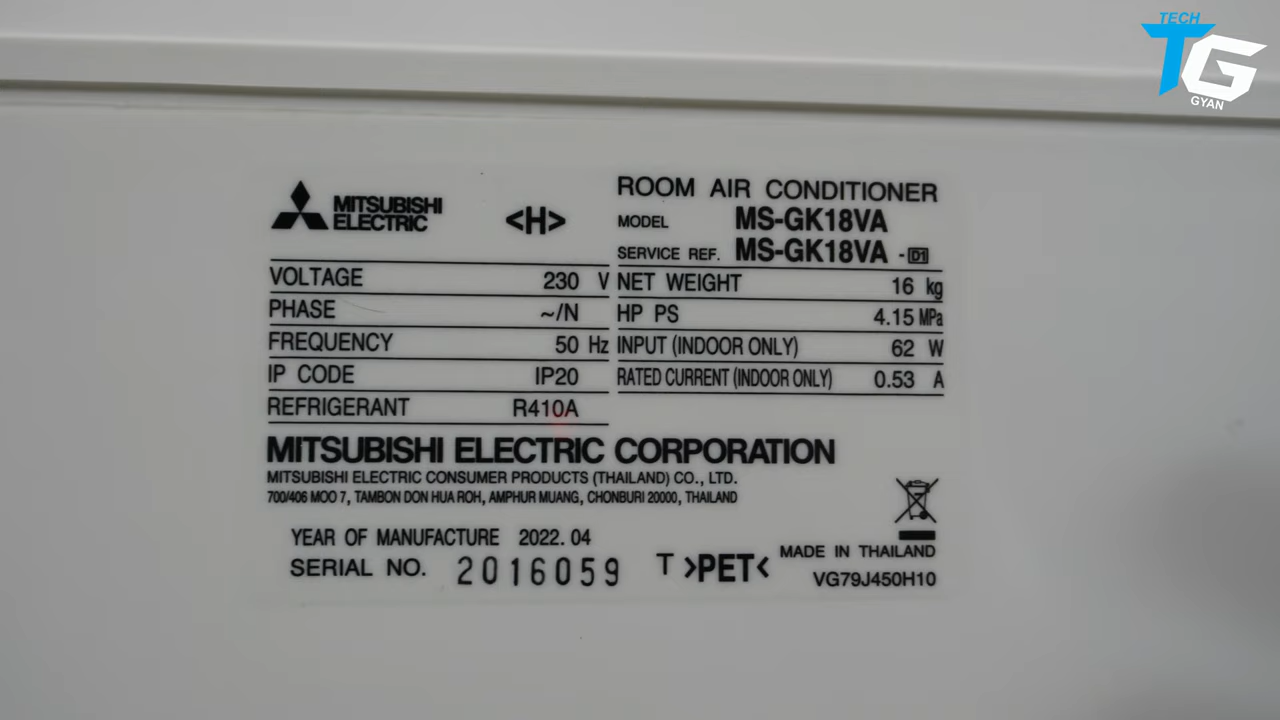 TECH
TG
GYAN
MITSUBISHI
ELECTRIC
<H>
ROOM AIR CONDITIONER
MODEL MS-GK18VA
SERVICE REF. MS-GK18VA - D1
VOLTAGE 230 V
PHASE ~/N
FREQUENCY 50 Hz
IP CODE IP20
REFRIGERANT R410A
NET WEIGHT 16 kg
HP PS 4.15 MPa
INPUT (INDOOR ONLY) 62 W
RATED CURRENT (INDOOR ONLY) 0.53 A
MITSUBISHI ELECTRIC CORPORATION
MITSUBISHI ELECTRIC CONSUMER PRODUCTS (THAILAND) CO., LTD.
700/406 MOO 7, TAMBON DON HUA ROH, AMPHUR MUANG, CHONBURI 20000, THAILAND
YEAR OF MANUFACTURE 2022.04
SERIAL NO. 2016059
T >PET<
MADE IN THAILAND
VG79J450H10